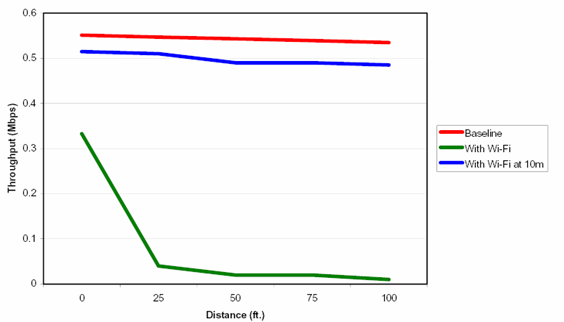 0.6
0.5
0.4
0.3
0.2
0.1
0
Throughput (Mbps)
0 25 50 75 100
Distance (ft.)
Baseline
With Wi-Fi
With Wi-Fi at 10m